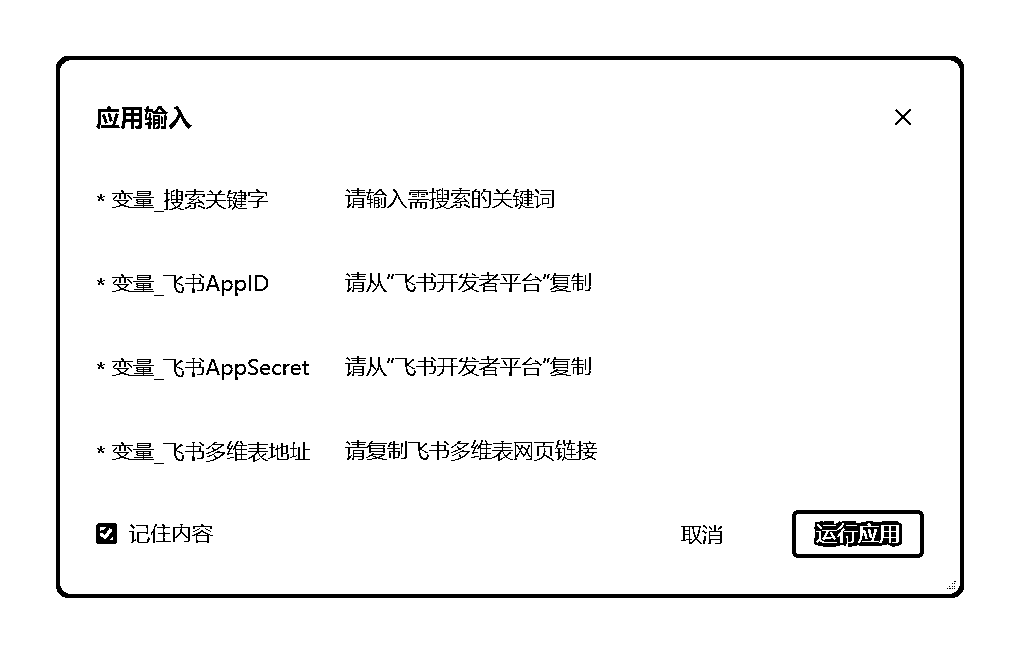 应用输入
* 变量_搜索关键字 请输入需搜索的关键词
* 变量_飞书AppID 请从“飞书开发者平台”复制
* 变量_飞书AppSecret 请从“飞书开发者平台”复制
* 变量_飞书多维表地址 请复制飞书多维表网页链接
记住内容 取消 运行应用